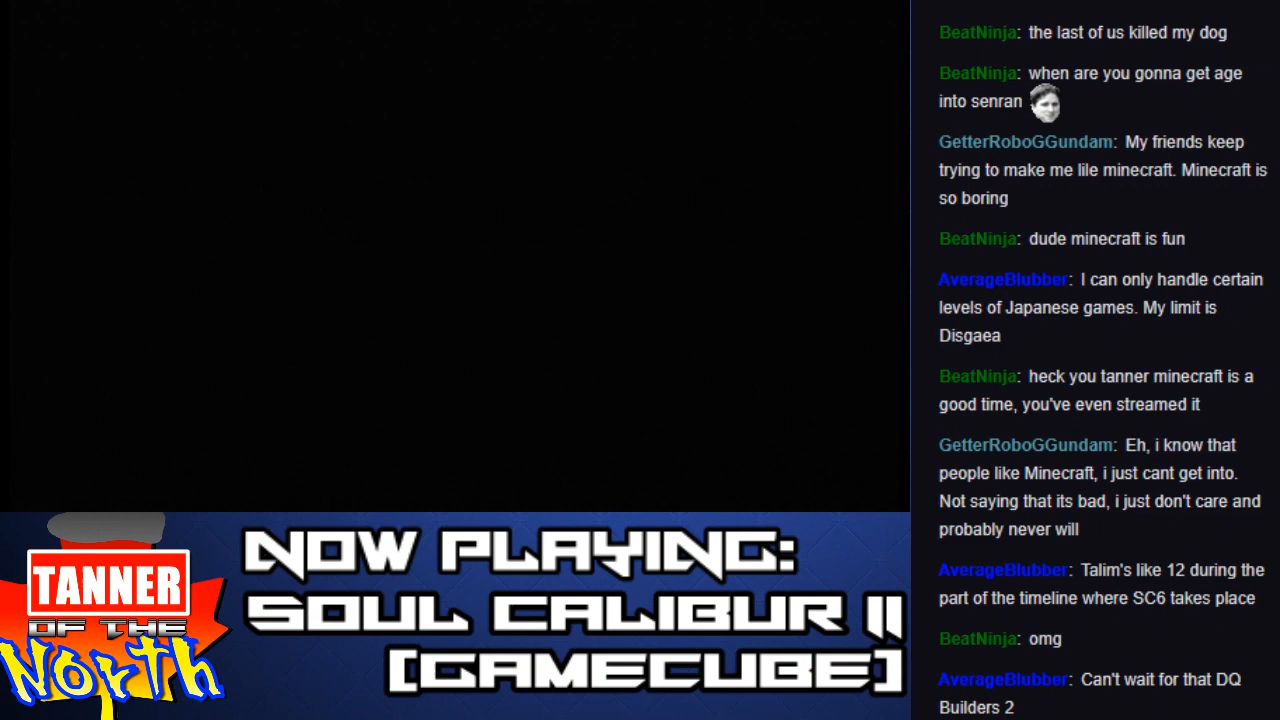 BeatNinja: the last of us killed my dog
BeatNinja: when are you gonna get age
into senran
GetterRoboGGundam: My friends keep
trying to make me lile minecraft. Minecraft is
so boring
BeatNinja: dude minecraft is fun
AverageBlubber: I can only handle certain
levels of Japanese games. My limit is
Disgaea
BeatNinja: heck you tanner minecraft is a
good time, you've even streamed it
GetterRoboGGundam: Eh, i know that
people like Minecraft, i just cant get into.
Not saying that its bad, i just don't care and
probably never will
AverageBlubber: Talim's like 12 during the
part of the timeline where SC6 takes place
BeatNinja: omg
AverageBlubber: Can't wait for that DQ
Builders 2
TANNER
OF THE
North
NOW PLAYING:
SOUL CALIBUR II
[GAMECUBE]